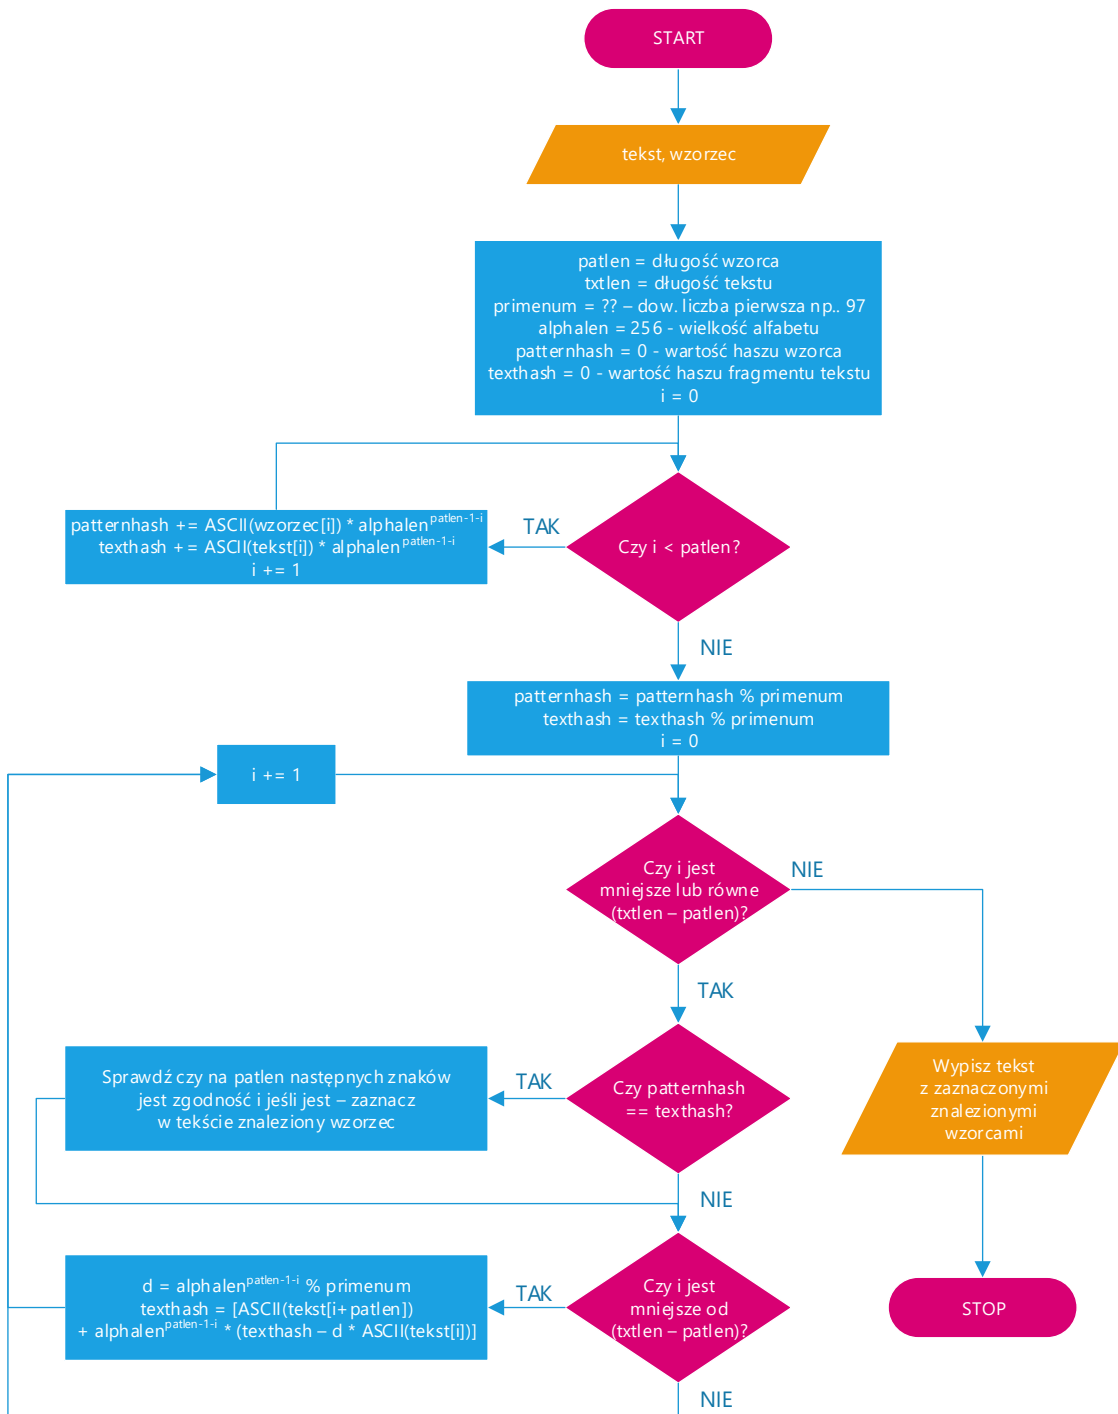 START
tekst, wzorzec
patlen = długość wzorca
txtlen = długość tekstu
primenum = ?? – dow. liczba pierwsza np.. 97
alphalen = 256 - wielkość alfabetu
patternhash = 0 - wartość haszu wzorca
texthash = 0 - wartość haszu fragmentu tekstu
i = 0
patternhash += ASCII(wzorzec[i]) * alphalen^patlen-1-i
texthash += ASCII(tekst[i]) * alphalen^patlen-1-i
i += 1
TAK
Czy i < patlen?
NIE
patternhash = patternhash % primenum
texthash = texthash % primenum
i = 0
i += 1
Czy i jest
mniejsze lub równe
(txtlen – patlen)?
NIE
TAK
Sprawdź czy na patlen następnych znaków
jest zgodność i jeśli jest – zaznacz
w tekście znaleziony wzorzec
TAK
Czy patternhash
== texthash?
Wypisz tekst
z zaznaczonymi
znalezionymi
wzorcami
NIE
d = alphalen^patlen-1-i % primenum
texthash = [ASCII(tekst[i+patlen])
+ alphalen^patlen-1-i * (texthash – d * ASCII(tekst[i])]
TAK
Czy i jest
mniejsze od
(txtlen – patlen)?
STOP
NIE